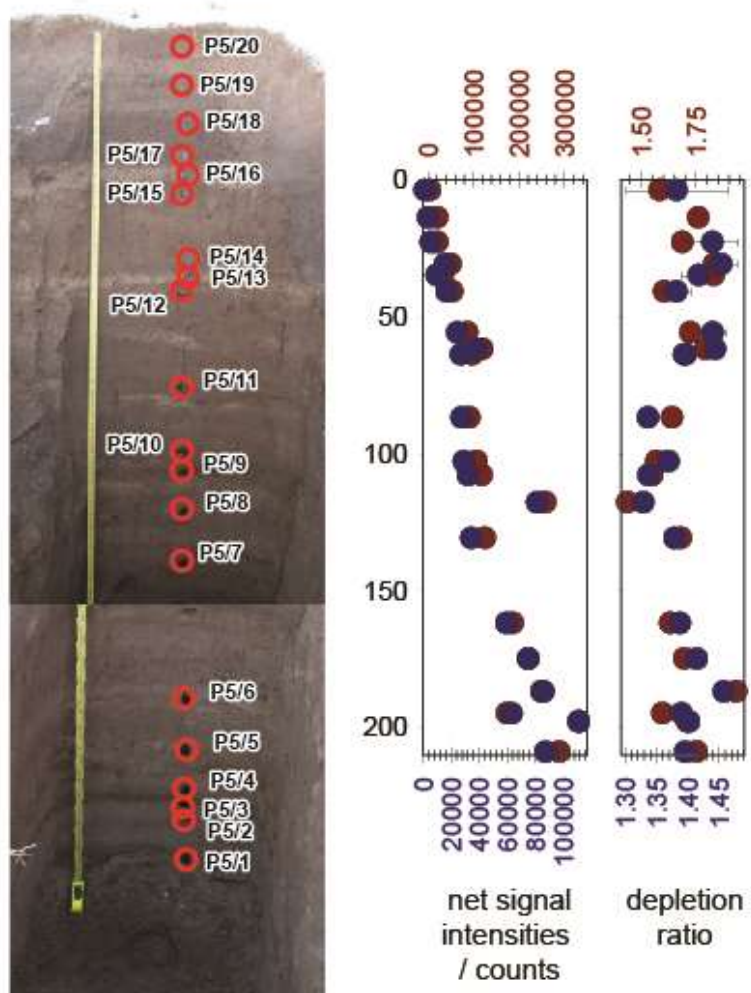 P5/20
P5/19
P5/18
P5/17
P5/16
P5/15
P5/14
P5/13
P5/12
P5/11
P5/10
P5/9
P5/8
P5/7
P5/6
P5/5
P5/4
P5/3
P5/2
P5/1
0
100000
200000
300000
1.50
1.75
0
50
100
150
200
0
20000
40000
60000
80000
100000
1.30
1.35
1.40
1.45
net signal
intensities
/ counts
depletion
ratio